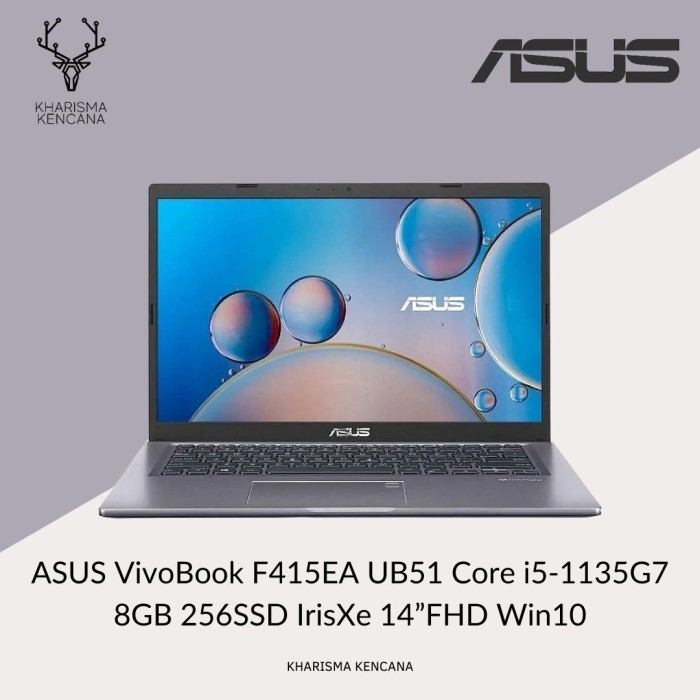 KHARISMA
KENCANA
ASUS
ASUS
ASUS
ASUS VivoBook F415EA UB51 Core i5-1135G7
8GB 256SSD IrisXe 14”FHD Win10
KHARISMA KENCANA